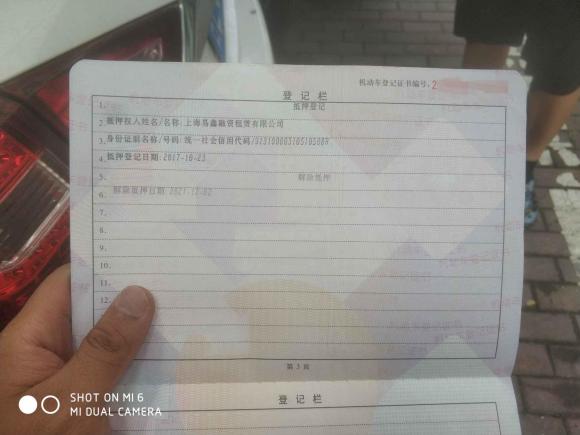 机动车登记证书编号: 2
登记栏
1. 抵押登记
2. 抵押权人姓名/名称:上海易鑫融资租赁有限公司
3. 身份证明名称/号码:统一社会信用代码/
4. 抵押登记日期:2017-10-23
5. 解除抵押
6. 解除抵押日期:2021-12-02
7.
8.
9.
10.
11.
12.
第3页
登记栏
SHOT ON MI 6
MI DUAL CAMERA